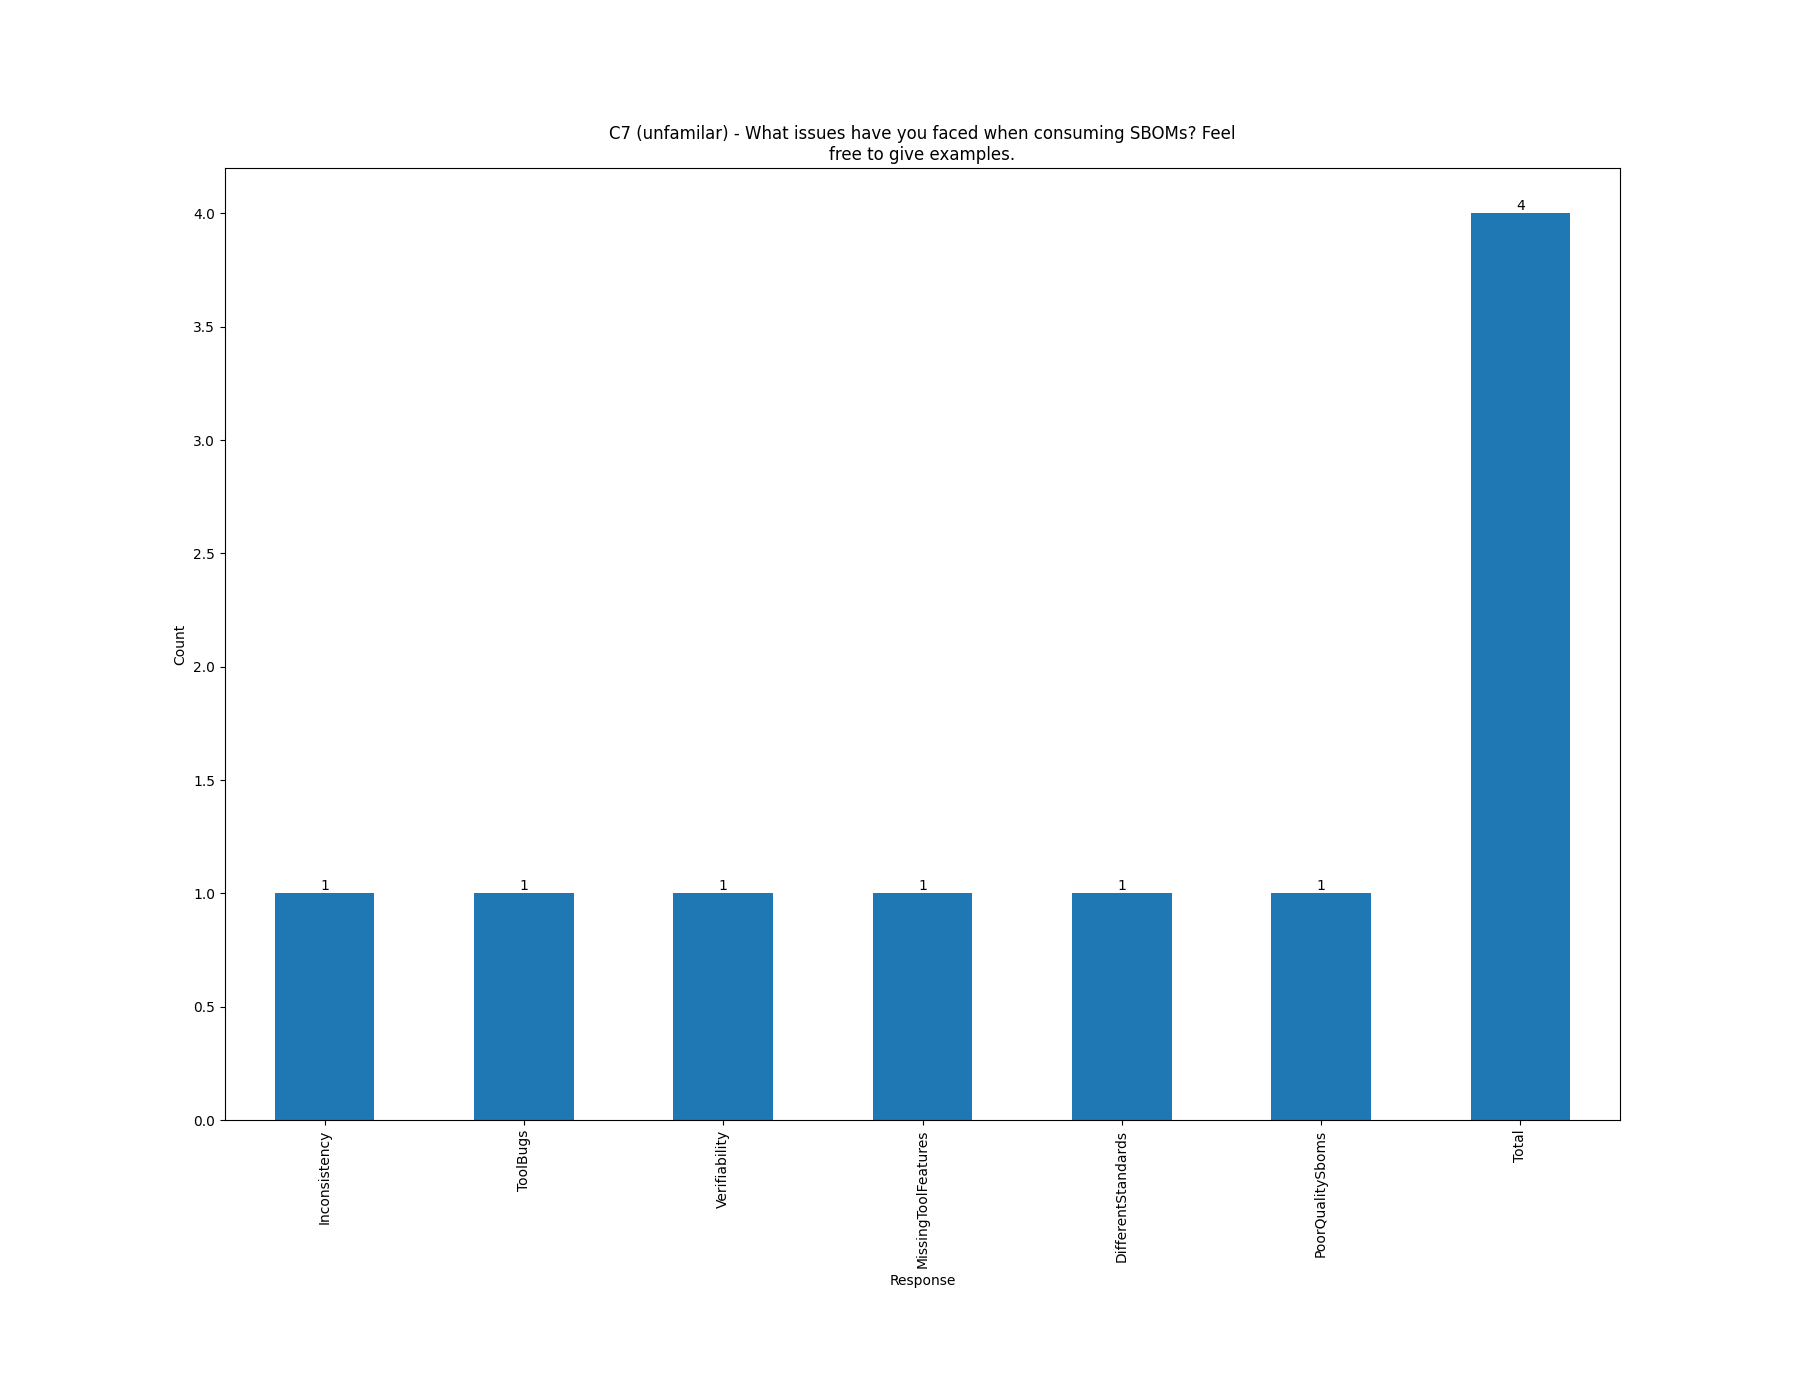 C7 (unfamilar) - What issues have you faced when consuming SBOMs? Feel
free to give examples.
Count
4.0
3.5
3.0
2.5
2.0
1.5
1.0
0.5
0.0
1
1
1
1
1
1
4
Inconsistency
ToolBugs
Verifiability
MissingToolFeatures
DifferentStandards
PoorQualitySboms
Total
Response